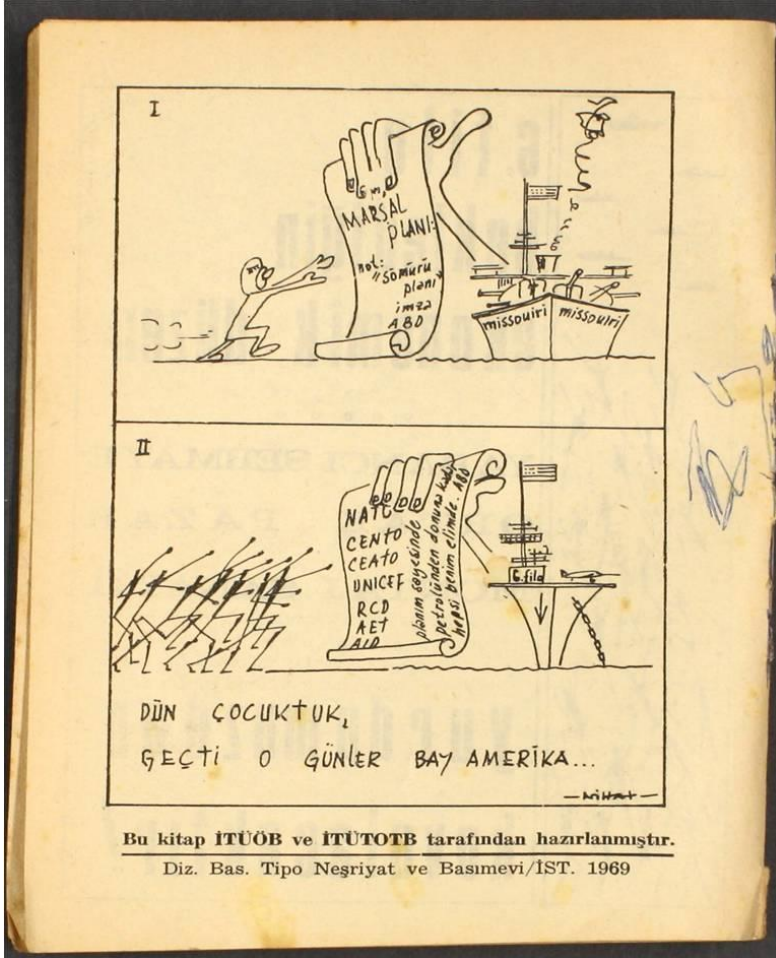 I
MARŞAL
PLANI:
not:
"Sömürü
planı"
imza
ABD
missouiri missouiri
II
NATO
CENTO
CEATO
UNICEF
RCD
AET
AID
planım sayesinde
petrolünden donuna kadar
hepsi benim elimde. ABD
6.filo
DÜN ÇOCUKTUK,
GEÇTİ O GÜNLER BAY AMERİKA...
—NİHAT—
Bu kitap İTÜÖB ve İTÜTOTB tarafından hazırlanmıştır.
Diz. Bas. Tipo Neşriyat ve Basımevi/İST. 1969